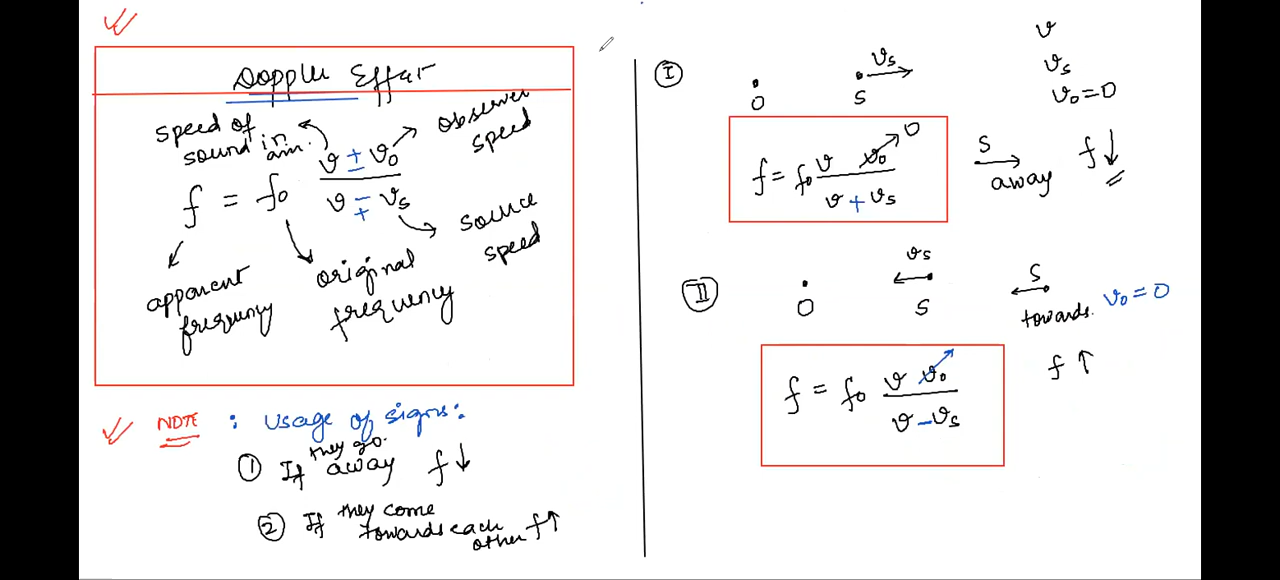 Doppler Effect
speed of
sound in
air.
observer
speed
f = f₀ (v ± v₀) / (v ∓ vₛ)
source
speed
apparent
frequency
original
frequency
NOTE : Usage of signs:
① If they go away f ↓
② If they come
towards each
other f↑
v
vₛ
v₀ = 0
Ⅰ
vₛ
O S
f = f₀ (v v₀) / (v + vₛ)
0
S
away
f ↓
Ⅱ
vₛ
O S
S
towards. v₀ = 0
f = f₀ (v v₀) / (v - vₛ)
f ↑